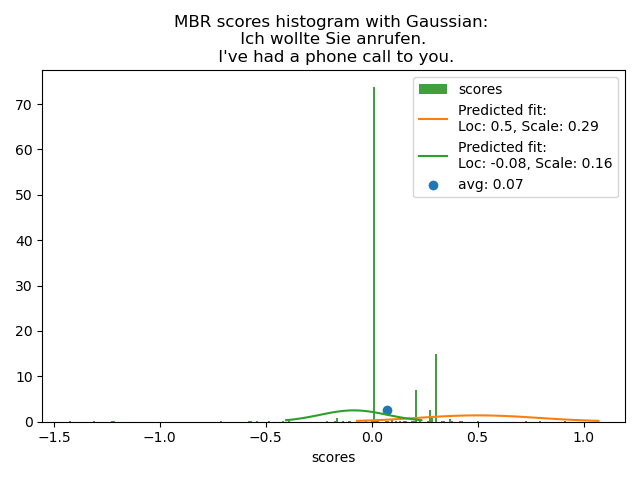 MBR scores histogram with Gaussian:
Ich wollte Sie anrufen.
I've had a phone call to you.
scores
Predicted fit:
Loc: 0.5, Scale: 0.29
Predicted fit:
Loc: -0.08, Scale: 0.16
avg: 0.07
70
60
50
40
30
20
10
0
−1.5 −1.0 −0.5 0.0 0.5 1.0
scores